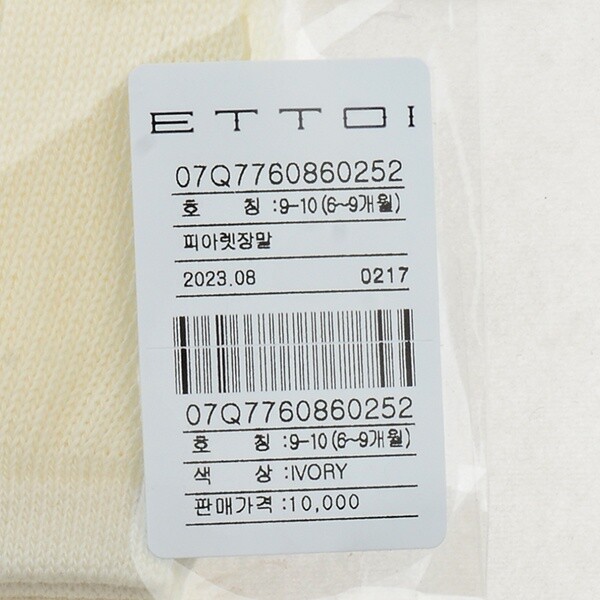 ETTOI
07Q7760860252
호 칭 :9-10(6~9개월)
피아렛장말
2023.08 0217
07Q7760860252
호 칭 :9-10(6~9개월)
색 상 :IVORY
판매가격 :10,000